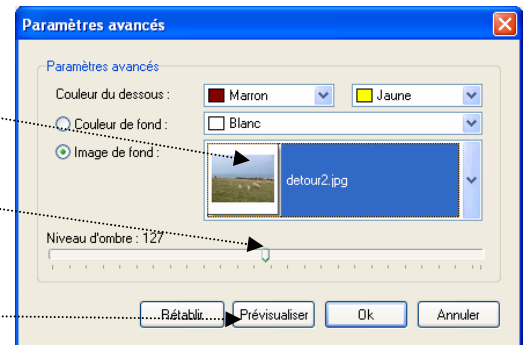 Paramètres avancés
Paramètres avancés
Couleur du dessous : Marron Jaune
Couleur de fond : Blanc
Image de fond : detour2.jpg
Niveau d'ombre : 127
Rétablir Prévisualiser Ok Annuler